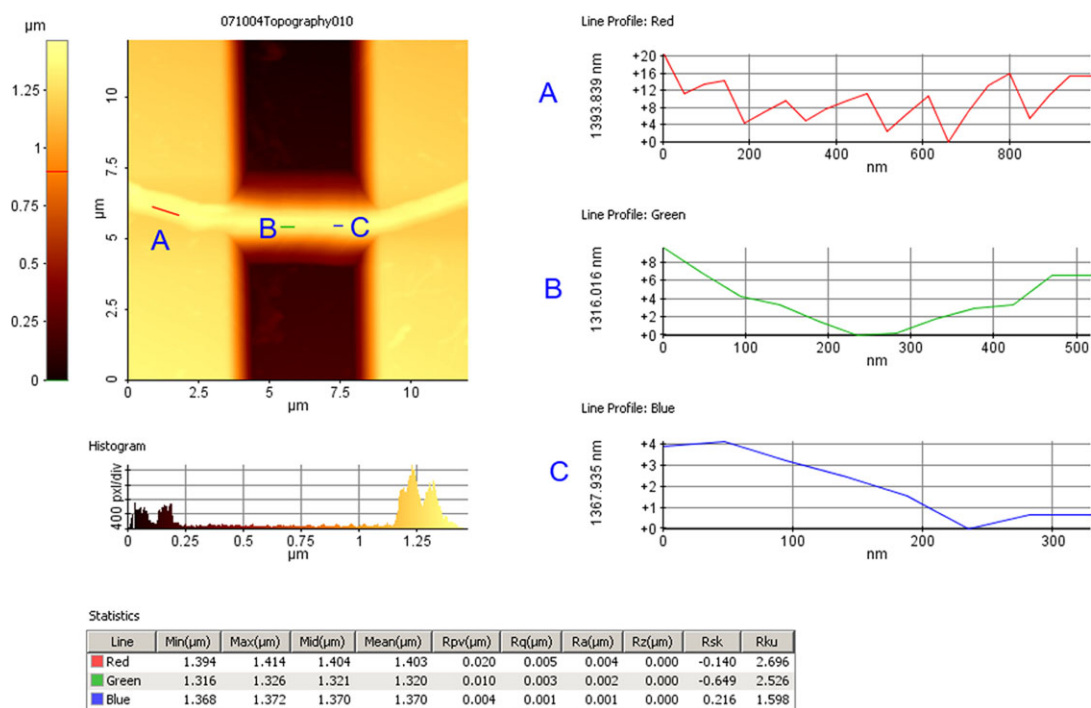 071004Topography010
µm
1
0.75
0.5
0.25
0
µm
10
7.5
5
2.5
0
0 2.5 5 7.5 10
µm
A
B
C
Line Profile: Red
A
1393.839 nm
+20
+16
+12
+8
+4
+0
0 200 400 600 800
nm
Line Profile: Green
B
1316.016 nm
+8
+6
+4
+2
+0
0 100 200 300 400 500
nm
Line Profile: Blue
C
1367.935 nm
+4
+3
+2
+1
+0
0 100 200 300
nm
Histogram
400 pxl/div
0 0.25 0.5 0.75 1 1.25
µm
Statistics
Line Min(µm) Max(µm) Mid(µm) Mean(µm) Rpv(µm) Rq(µm) Ra(µm) Rz(µm) Rsk Rku
Red 1.394 1.414 1.404 1.403 0.020 0.005 0.004 0.000 -0.140 2.696
Green 1.316 1.326 1.321 1.320 0.010 0.003 0.002 0.000 -0.649 2.526
Blue 1.368 1.372 1.370 1.370 0.004 0.001 0.001 0.000 0.216 1.598